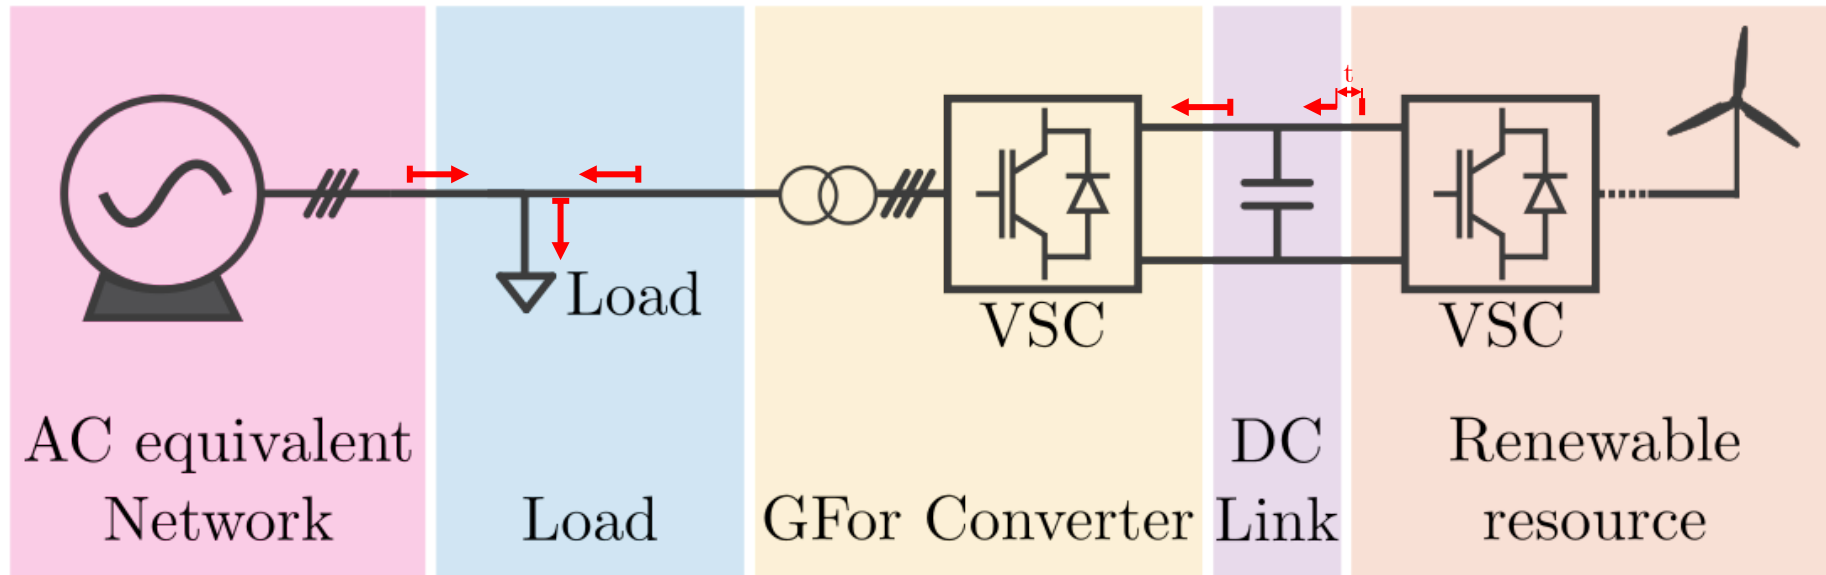 t
Load
VSC
VSC
AC equivalent
Network
Load
GFor Converter
DC
Link
Renewable
resource